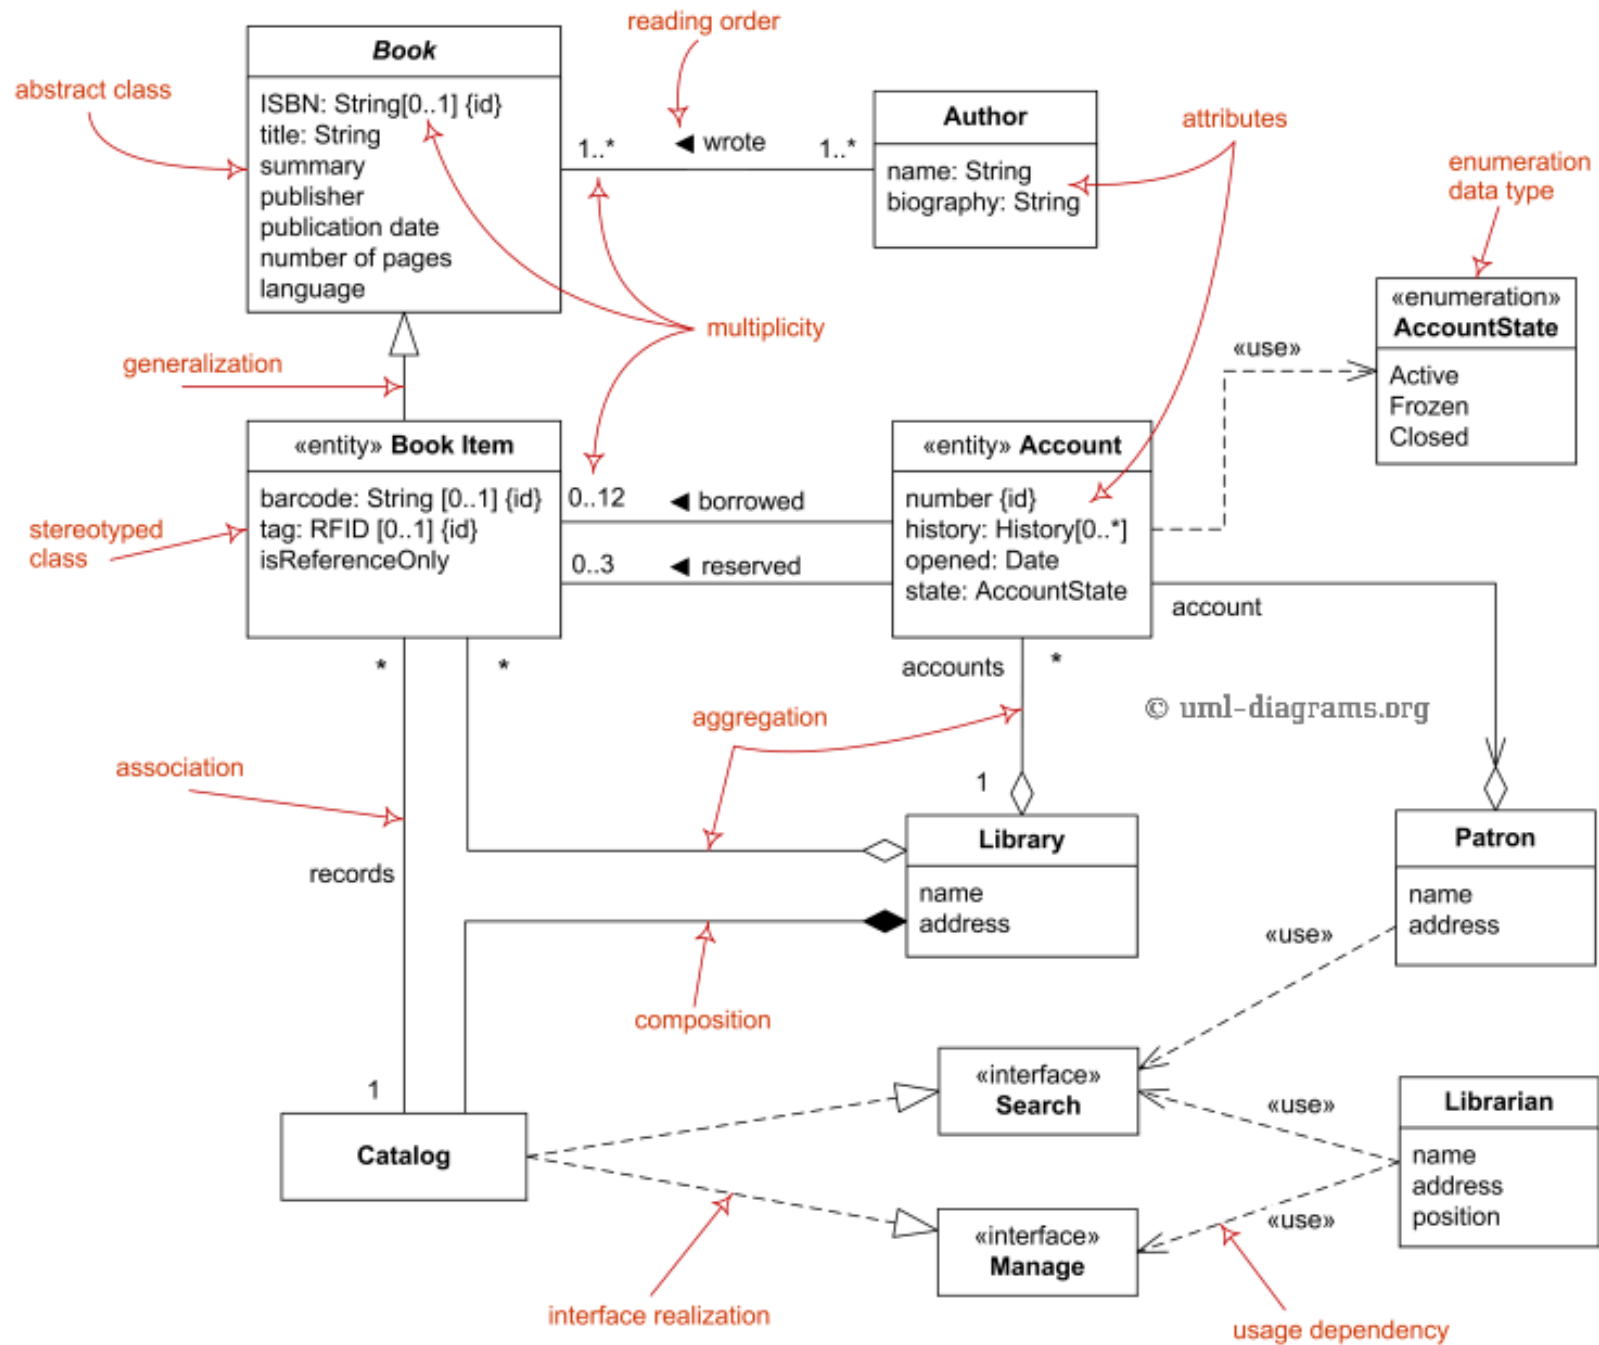 reading order
Book
abstract class
ISBN: String[0..1] {id}
title: String
summary
publisher
publication date
number of pages
language
1..*
◄ wrote
1..*
Author
name: String
biography: String
attributes
enumeration
data type
«enumeration»
AccountState
Active
Frozen
Closed
multiplicity
generalization
«use»
«entity» Book Item
barcode: String [0..1] {id}
tag: RFID [0..1] {id}
isReferenceOnly
stereotyped
class
0..12
◄ borrowed
0..3
◄ reserved
«entity» Account
number {id}
history: History[0..*]
opened: Date
state: AccountState
account
*
*
accounts
*
© uml-diagrams.org
aggregation
association
1
records
Library
name
address
Patron
name
address
composition
«use»
1
Catalog
«interface»
Search
«use»
Librarian
name
address
position
«interface»
Manage
«use»
interface realization
usage dependency